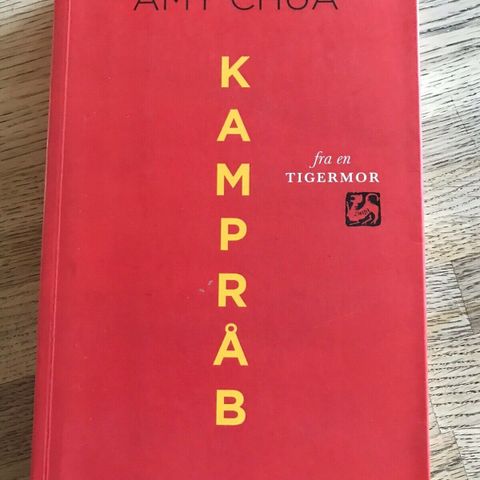 AMY CHUA
KAMPRÅB
fra en
TIGERMOR